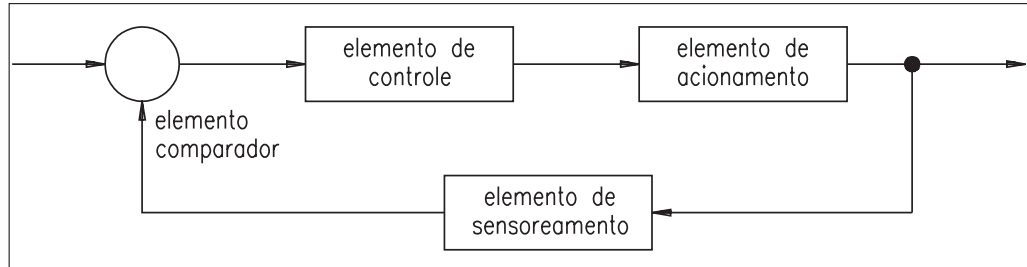 elemento de
controle
elemento de
acionamento
elemento
comparador
elemento de
sensoreamento